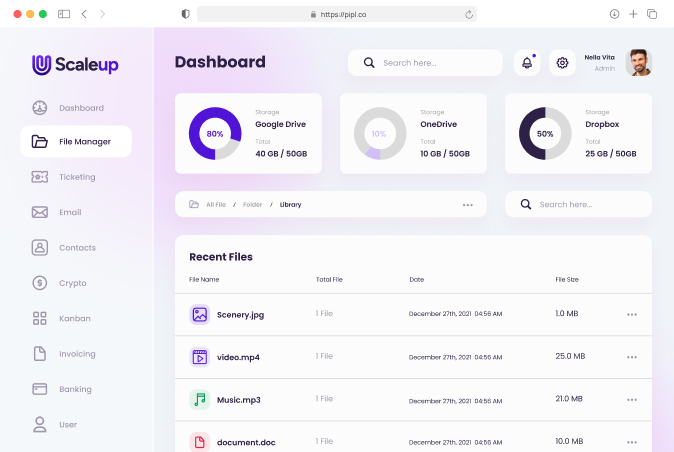 https://pipl.co
Scaleup
Dashboard
File Manager
Ticketing
Email
Contacts
Crypto
Kanban
Invoicing
Banking
User
Dashboard
Search here...
Nella Vita
Admin
80%
Storage
Google Drive
Total
40 GB / 50GB
10%
Storage
OneDrive
Total
10 GB / 50GB
50%
Storage
Dropbox
Total
25 GB / 50GB
All File / Folder / Library
Search here...
Recent Files
File Name Total File Date File Size
Scenery.jpg 1 File December 27th, 2021 04:56 AM 1.0 MB
video.mp4 1 File December 27th, 2021 04:56 AM 25.0 MB
Music.mp3 1 File December 27th, 2021 04:56 AM 21.0 MB
document.doc 1 File December 27th, 2021 04:56 AM 10.0 MB